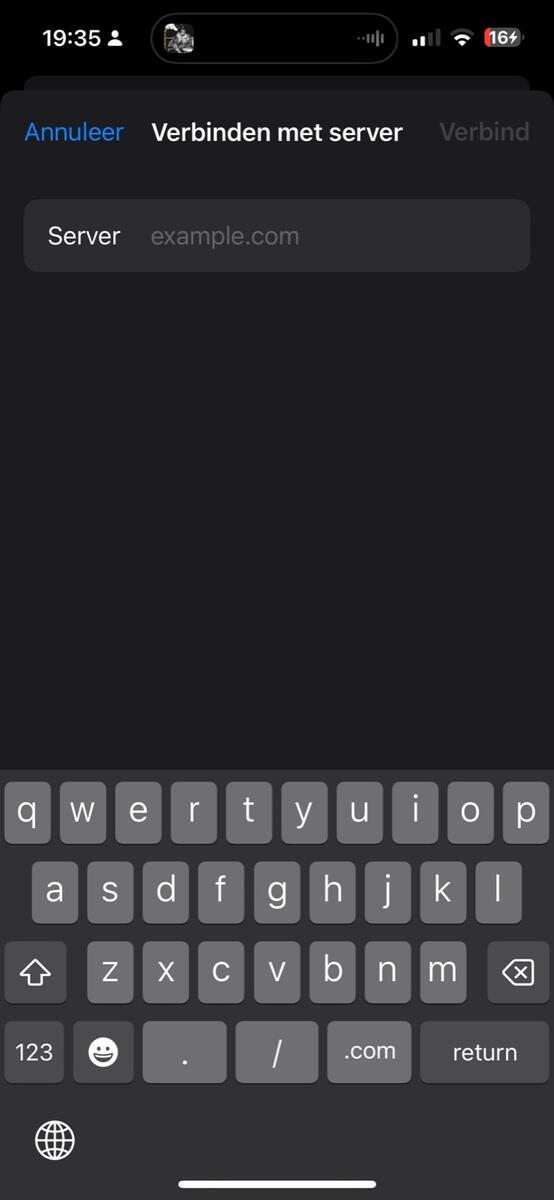 19:35
16
Annuleer Verbinden met server Verbind
Server example.com
q w e r t y u i o p
a s d f g h j k l
z x c v b n m
123 . / .com return